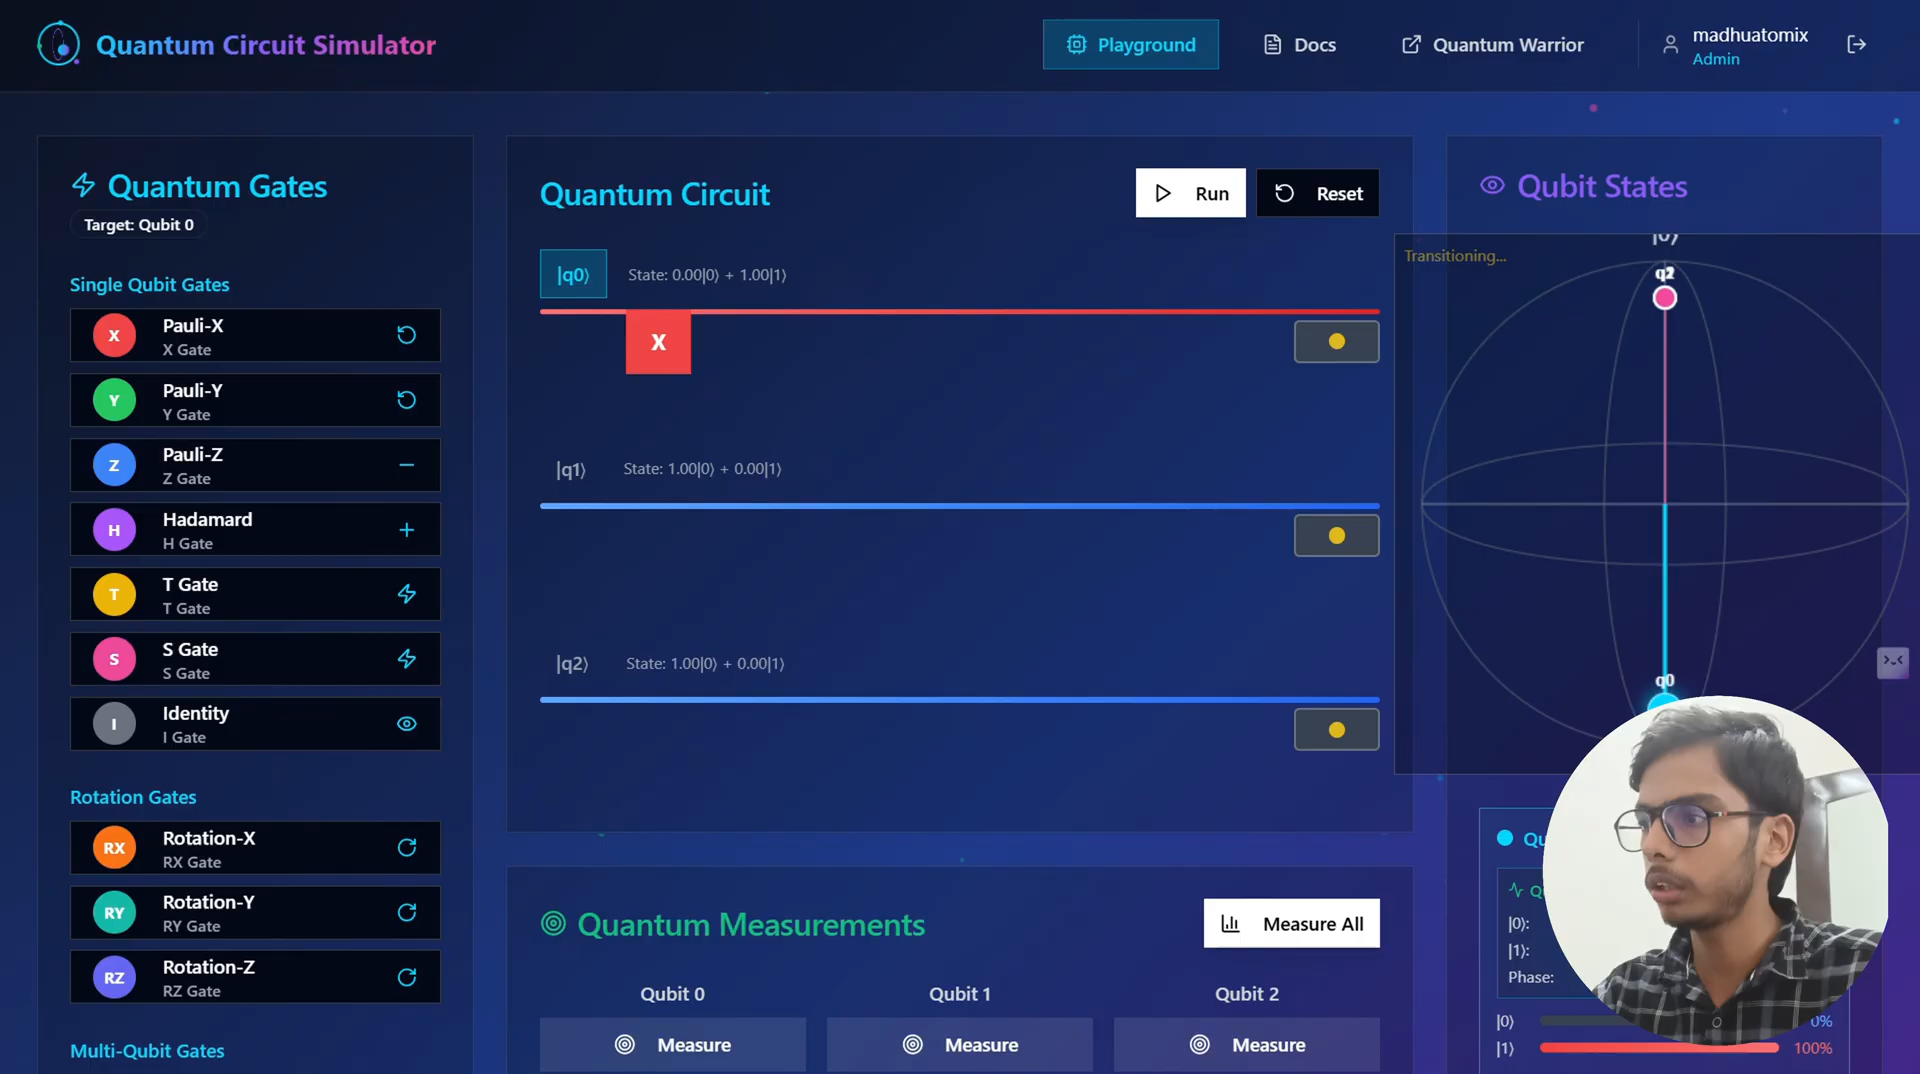 Quantum Circuit Simulator
Playground
Docs
Quantum Warrior
madhuatomix
Admin
Quantum Gates
Target: Qubit 0
Single Qubit Gates
X
Pauli-X
X Gate
Y
Pauli-Y
Y Gate
Z
Pauli-Z
Z Gate
H
Hadamard
H Gate
T
T Gate
T Gate
S
S Gate
S Gate
I
Identity
I Gate
Rotation Gates
RX
Rotation-X
RX Gate
RY
Rotation-Y
RY Gate
RZ
Rotation-Z
RZ Gate
Multi-Qubit Gates
Quantum Circuit
Run
Reset
|q0⟩
State: 0.00|0⟩ + 1.00|1⟩
X
|q1⟩
State: 1.00|0⟩ + 0.00|1⟩
|q2⟩
State: 1.00|0⟩ + 0.00|1⟩
Quantum Measurements
Measure All
Qubit 0
Qubit 1
Qubit 2
Measure
Measure
Measure
Qubit States
|0⟩
Transitioning...
q0
|0⟩:
|1⟩:
Phase:
|0⟩
0%
|1⟩
100%